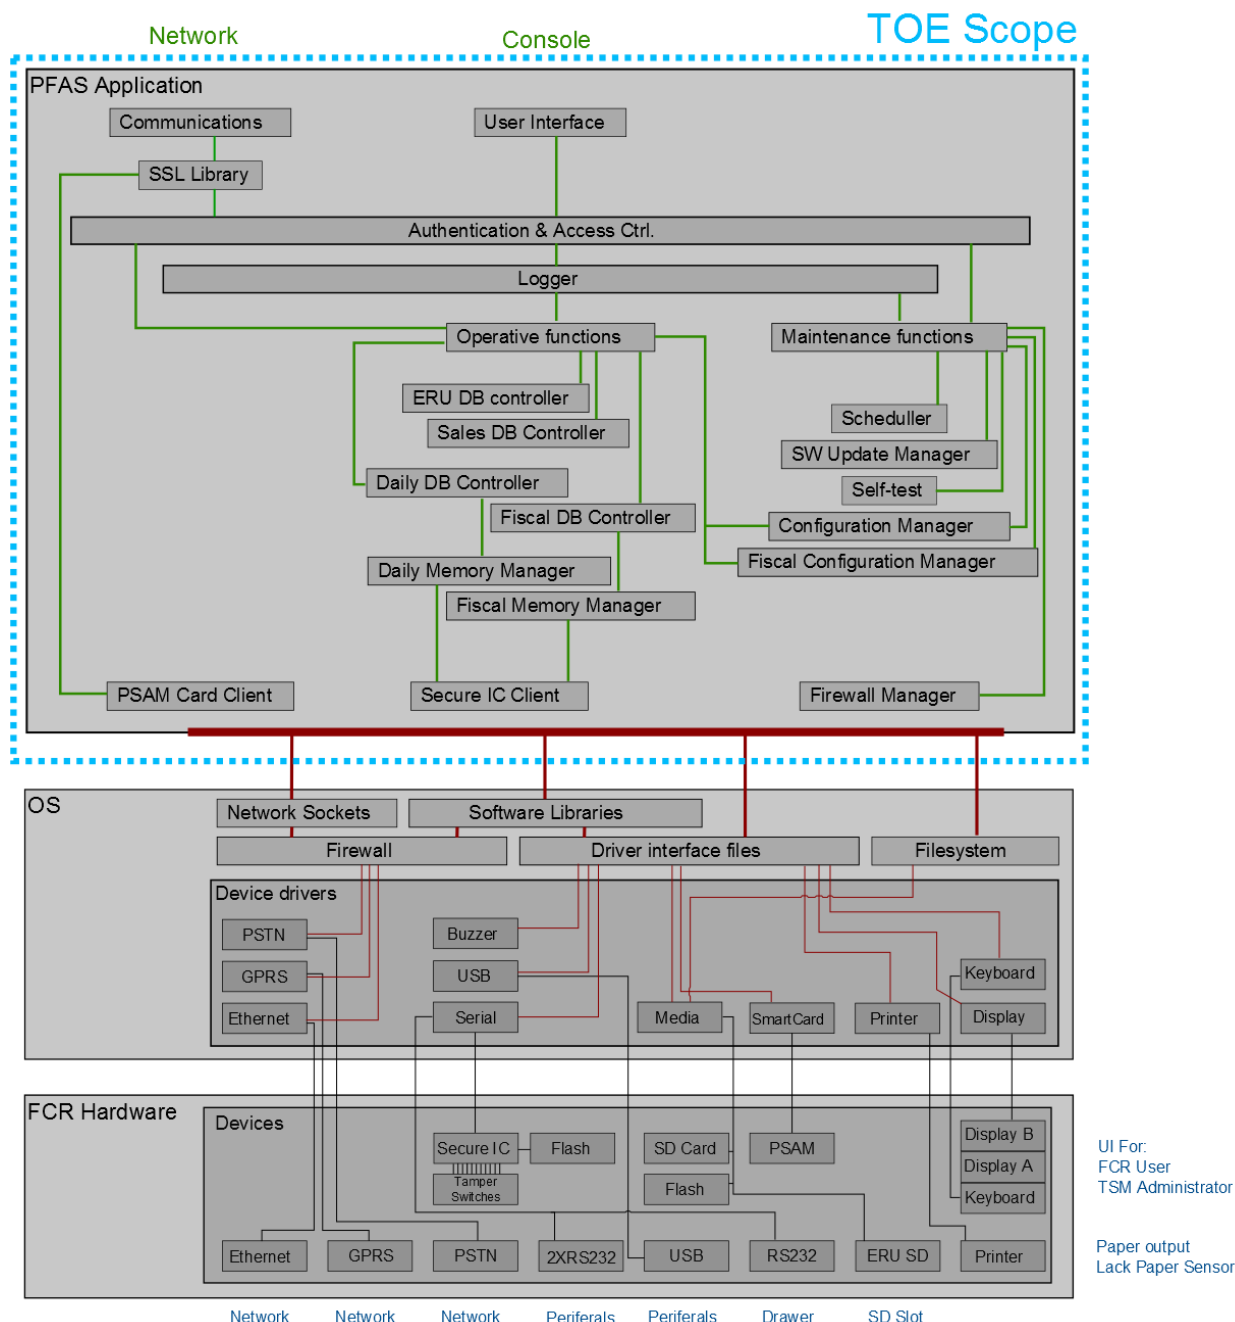 Network
Console
TOE Scope
PFAS Application
Communications
User Interface
SSL Library
Authentication & Access Ctrl.
Logger
Operative functions
Maintenance functions
ERU DB controller
Scheduller
Sales DB Controller
SW Update Manager
Daily DB Controller
Self-test
Fiscal DB Controller
Configuration Manager
Daily Memory Manager
Fiscal Configuration Manager
Fiscal Memory Manager
PSAM Card Client
Secure IC Client
Firewall Manager
OS
Network Sockets
Software Libraries
Firewall
Driver interface files
Filesystem
Device drivers
PSTN
Buzzer
GPRS
USB
Keyboard
Ethernet
Serial
Media
SmartCard
Printer
Display
FCR Hardware
Devices
Secure IC
Flash
SD Card
PSAM
Display B
Display A
Tamper
Switches
Flash
Keyboard
UI For:
FCR User
TSM Administrator
Ethernet
GPRS
PSTN
2XRS232
USB
RS232
ERU SD
Printer
Paper output
Lack Paper Sensor
Network
Network
Network
Periferals
Periferals
Drawer
SD Slot